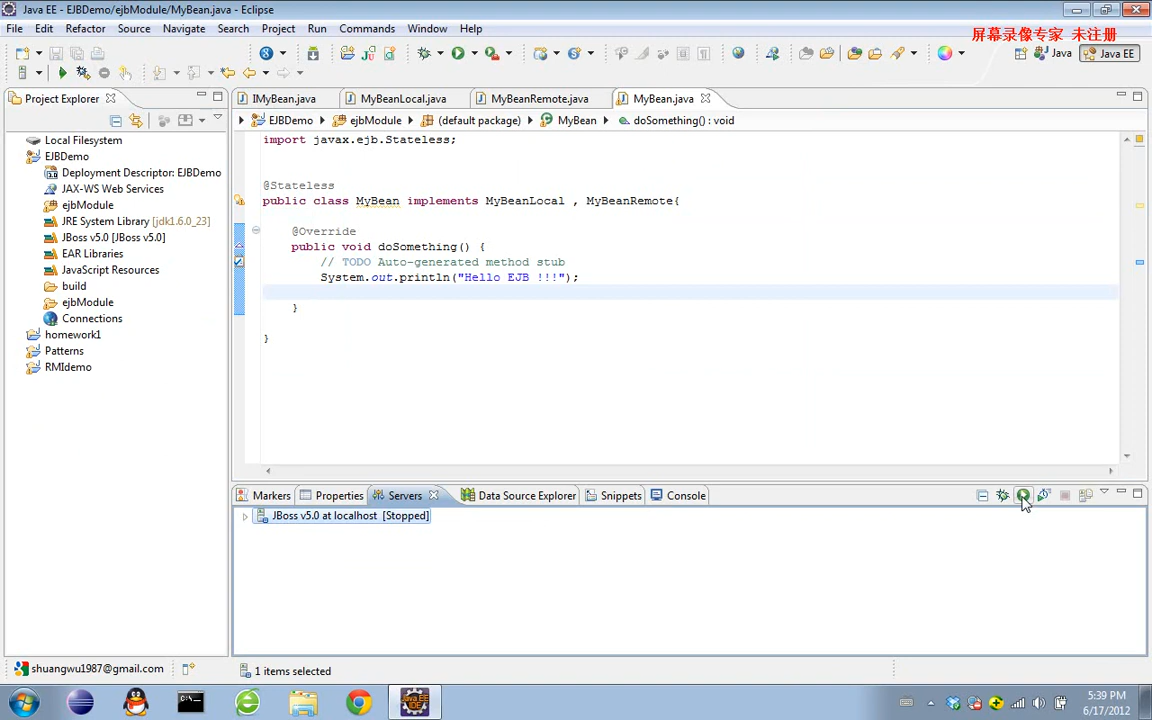 Java EE - EJBDemo/ejbModule/MyBean.java - Eclipse
File Edit Refactor Source Navigate Search Project Run Commands Window Help
屏幕录像专家 未注册
Java
Java EE
Project Explorer
IMyBean.java
MyBeanLocal.java
MyBeanRemote.java
MyBean.java
EJBDemo
ejbModule
(default package)
MyBean
doSomething() : void
Local Filesystem
EJBDemo
Deployment Descriptor: EJBDemo
JAX-WS Web Services
ejbModule
JRE System Library [jdk1.6.0_23]
JBoss v5.0 [JBoss v5.0]
EAR Libraries
JavaScript Resources
build
ejbModule
Connections
homework1
Patterns
RMIdemo
import javax.ejb.Stateless;
@Stateless
public class MyBean implements MyBeanLocal , MyBeanRemote{
@Override
public void doSomething() {
// TODO Auto-generated method stub
System.out.println("Hello EJB !!!");
}
}
Markers
Properties
Servers
Data Source Explorer
Snippets
Console
JBoss v5.0 at localhost [Stopped]
shuangwu1987@gmail.com
1 items selected
5:39 PM
6/17/2012